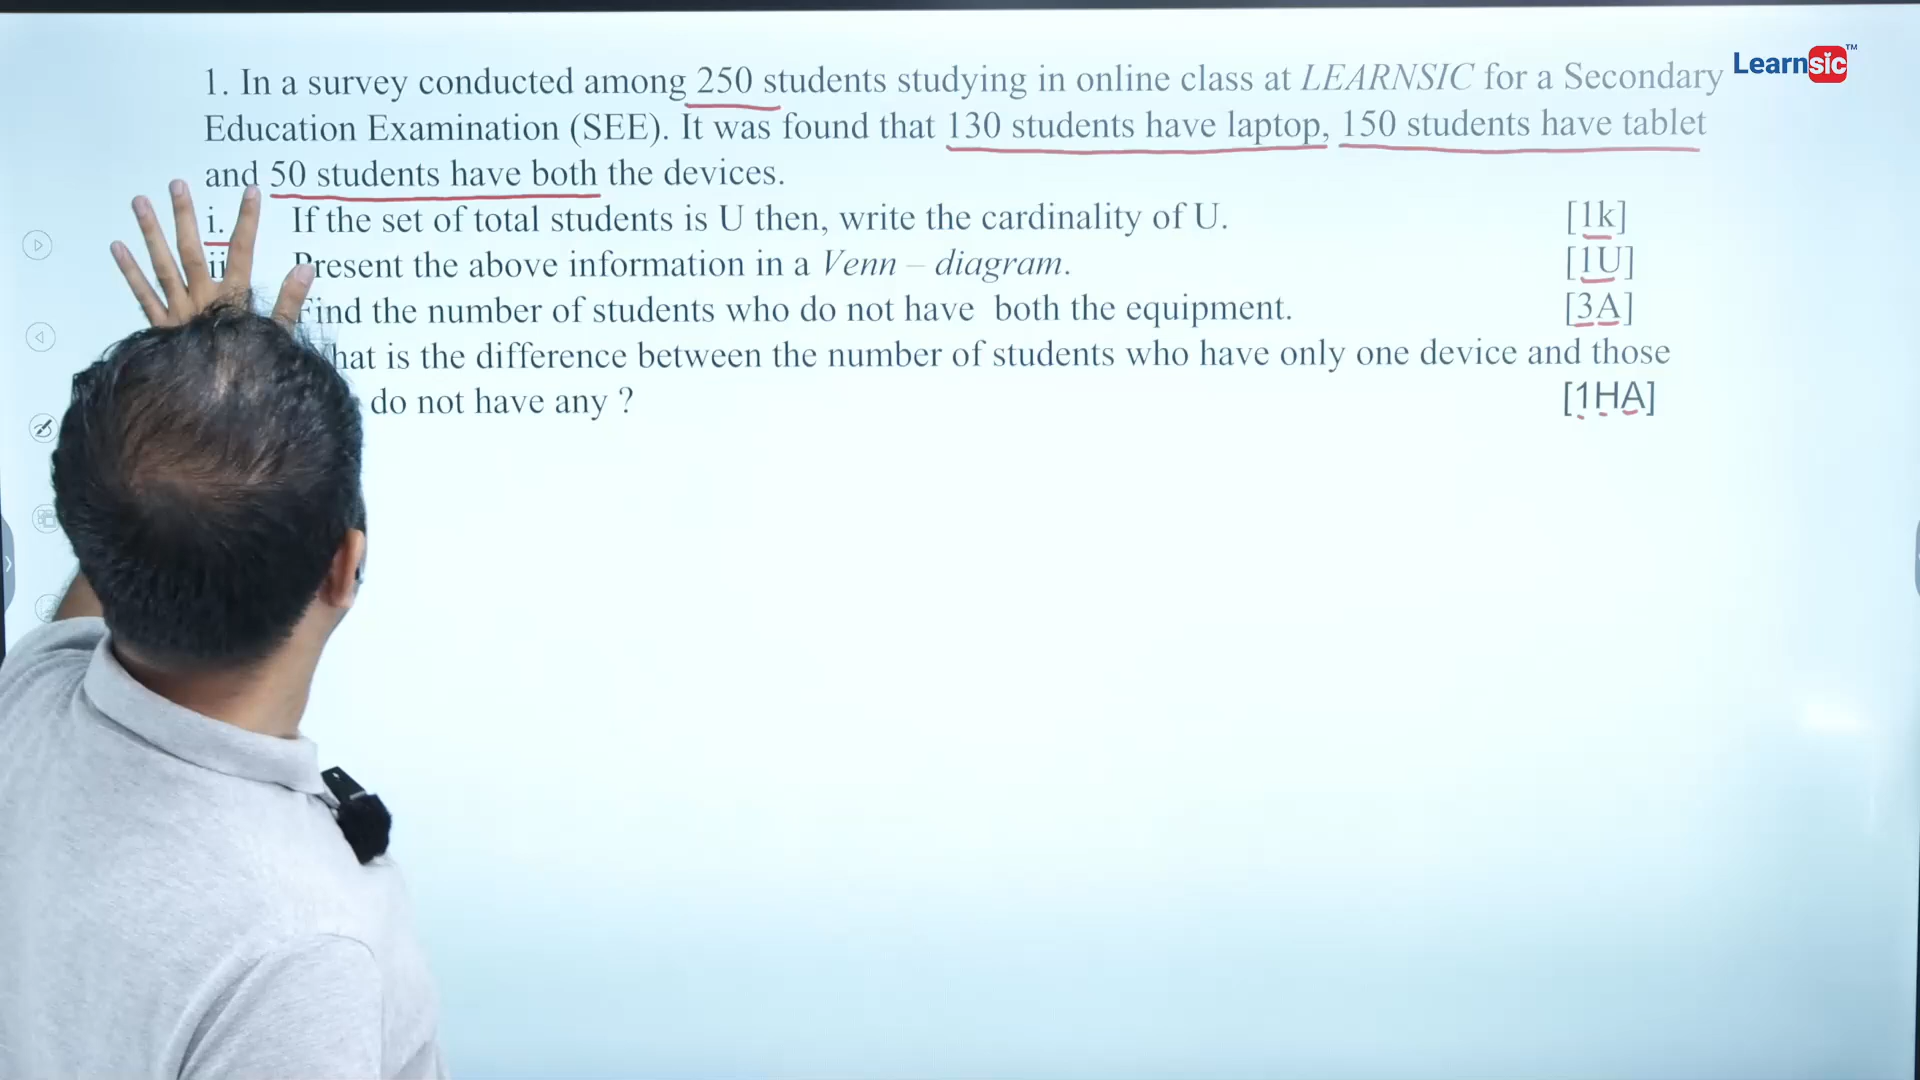 Learnsic™
1. In a survey conducted among 250 students studying in online class at LEARNSIC for a Secondary
Education Examination (SEE). It was found that 130 students have laptop, 150 students have tablet
and 50 students have both the devices.
i. If the set of total students is U then, write the cardinality of U. [1k]
ii Present the above information in a Venn – diagram. [1U]
Find the number of students who do not have both the equipment. [3A]
hat is the difference between the number of students who have only one device and those
do not have any ? [1HA]